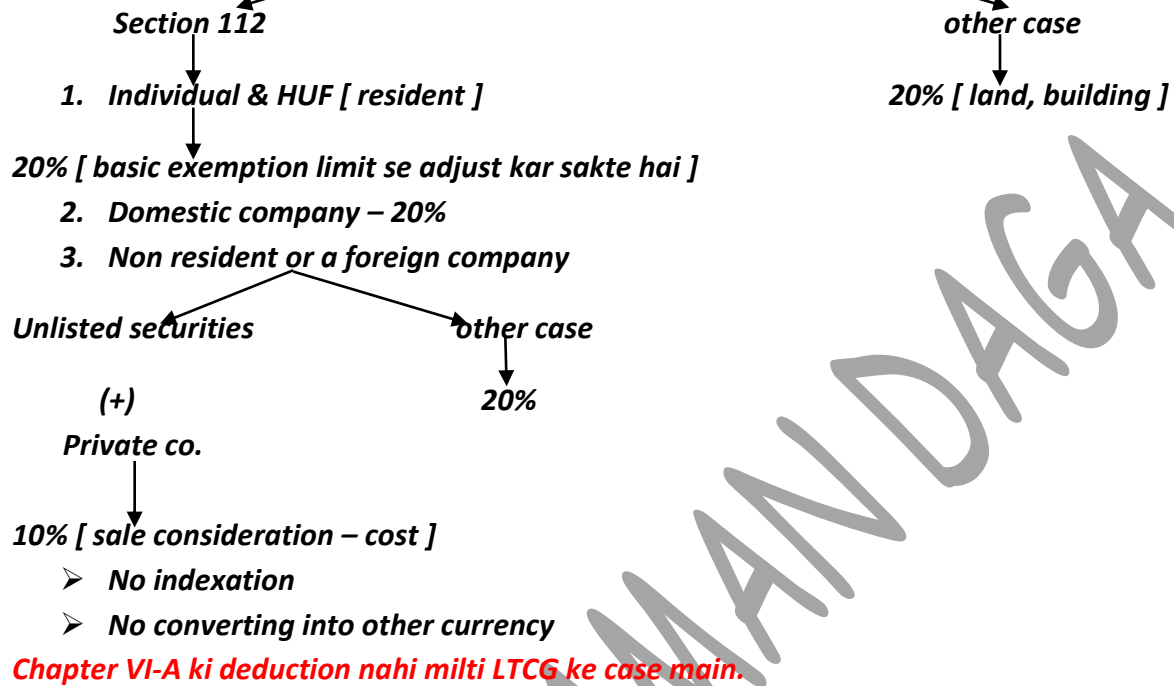 Section 112 other case
1. Individual & HUF [ resident ] 20% [ land, building ]
20% [ basic exemption limit se adjust kar sakte hai ]
2. Domestic company – 20%
3. Non resident or a foreign company
Unlisted securities other case
(+) 20%
Private co.
10% [ sale consideration – cost ]
➢ No indexation
➢ No converting into other currency
Chapter VI-A ki deduction nahi milti LTCG ke case main.
MAN DAGA